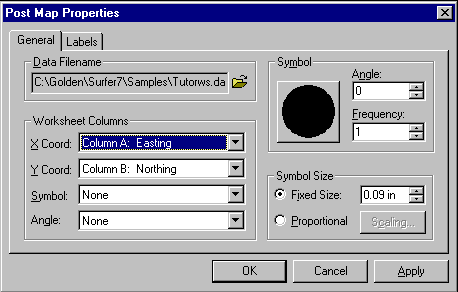 Post Map Properties
General
Labels
Data Filename
C:\Golden\Surfer7\Samples\Tutorws.da
Worksheet Columns
X Coord: Column A: Easting
Y Coord: Column B: Northing
Symbol: None
Angle: None
Symbol
Angle:
0
Frequency:
1
Symbol Size
Fixed Size: 0.09 in
Proportional Scaling...
OK
Cancel
Apply